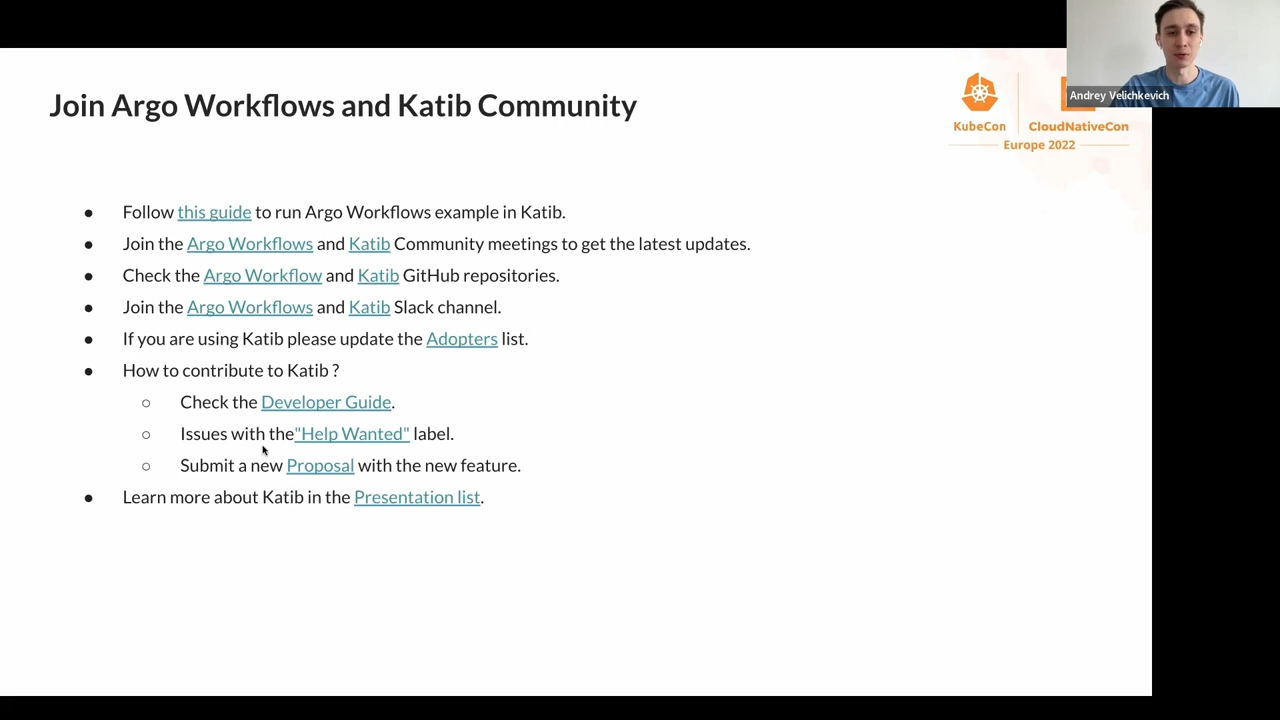 Join Argo Workflows and Katib Community
Andrey Velichkevich
KubeCon
CloudNativeCon
Europe 2022
● Follow this guide to run Argo Workflows example in Katib.
● Join the Argo Workflows and Katib Community meetings to get the latest updates.
● Check the Argo Workflow and Katib GitHub repositories.
● Join the Argo Workflows and Katib Slack channel.
● If you are using Katib please update the Adopters list.
● How to contribute to Katib ?
○ Check the Developer Guide.
○ Issues with the"Help Wanted" label.
○ Submit a new Proposal with the new feature.
● Learn more about Katib in the Presentation list.